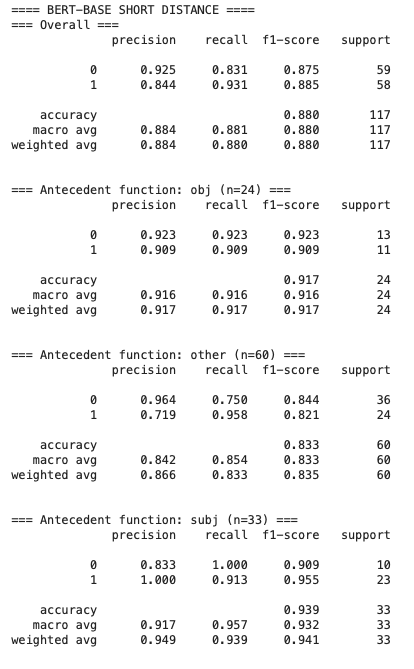 ==== BERT-BASE SHORT DISTANCE ====
=== Overall ===
precision recall f1-score support
0 0.925 0.831 0.875 59
1 0.844 0.931 0.885 58
accuracy 0.880 117
macro avg 0.884 0.881 0.880 117
weighted avg 0.884 0.880 0.880 117
=== Antecedent function: obj (n=24) ===
precision recall f1-score support
0 0.923 0.923 0.923 13
1 0.909 0.909 0.909 11
accuracy 0.917 24
macro avg 0.916 0.916 0.916 24
weighted avg 0.917 0.917 0.917 24
=== Antecedent function: other (n=60) ===
precision recall f1-score support
0 0.964 0.750 0.844 36
1 0.719 0.958 0.821 24
accuracy 0.833 60
macro avg 0.842 0.854 0.833 60
weighted avg 0.866 0.833 0.835 60
=== Antecedent function: subj (n=33) ===
precision recall f1-score support
0 0.833 1.000 0.909 10
1 1.000 0.913 0.955 23
accuracy 0.939 33
macro avg 0.917 0.957 0.932 33
weighted avg 0.949 0.939 0.941 33